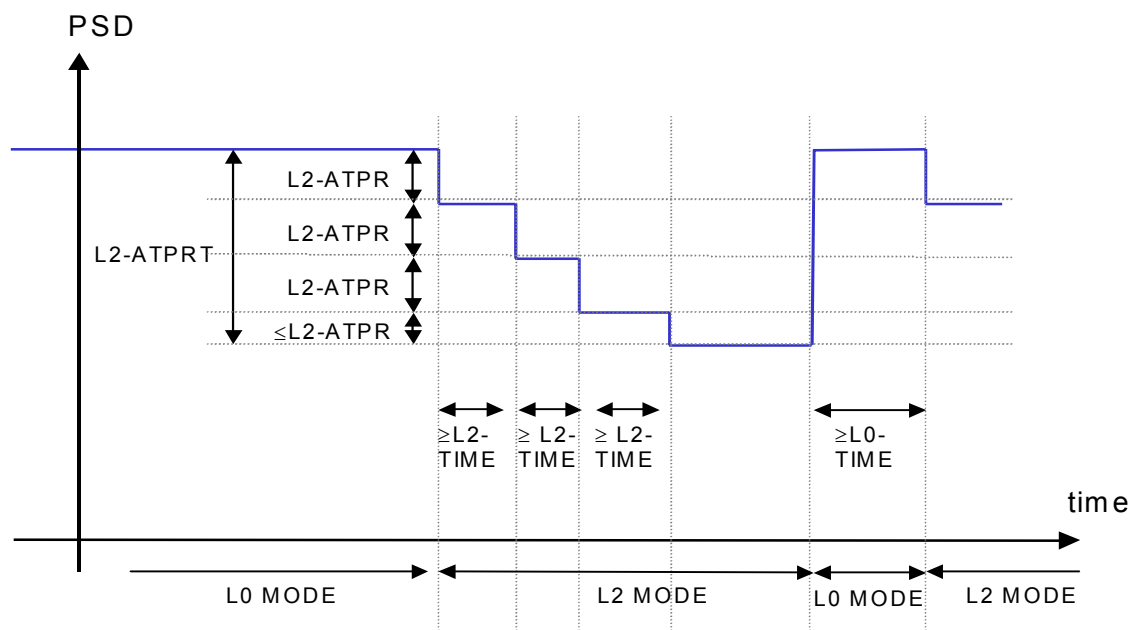 PSD
L2-ATPR
L2-ATPR
L2-ATPRT
L2-ATPR
≤L2-ATPR
≥L2-
TIME
≥ L2-
TIME
≥ L2-
TIME
≥L0-
TIME
time
L0 MODE
L2 MODE
L0 MODE
L2 MODE